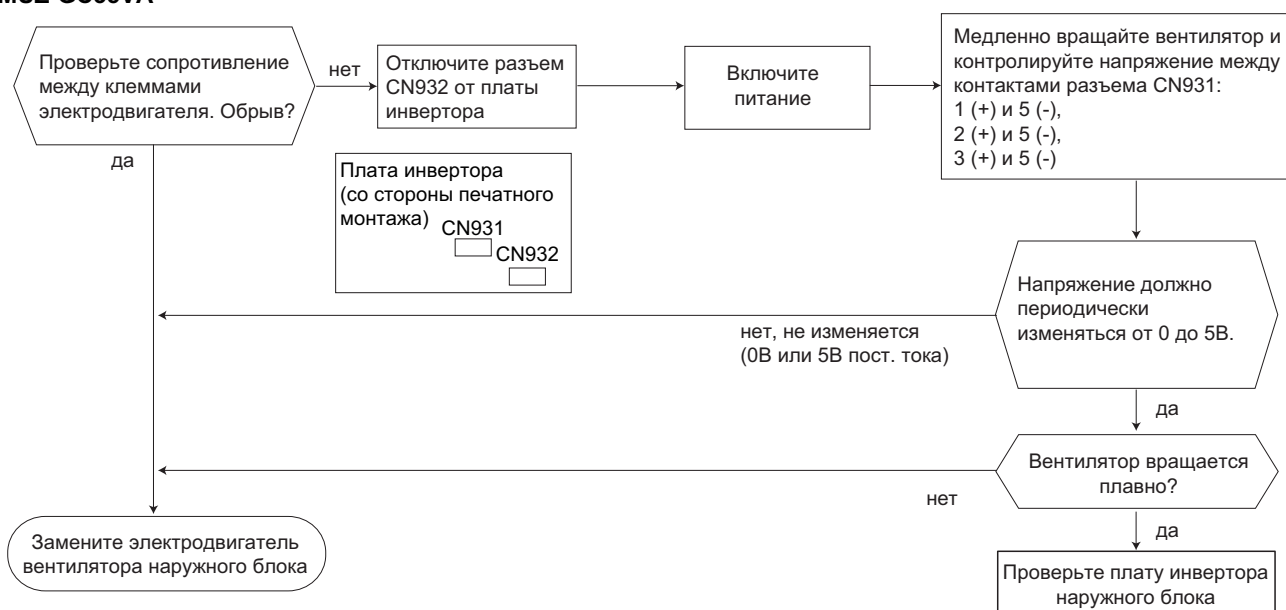 Проверьте сопротивление
между клеммами
электродвигателя. Обрыв?
нет
да
Отключите разъем
CN932 от платы
инвертора
Включите
питание
Медленно вращайте вентилятор и
контролируйте напряжение между
контактами разъема CN931:
1 (+) и 5 (-),
2 (+) и 5 (-),
3 (+) и 5 (-)
Плата инвертора
(со стороны печатного
монтажа)
CN931
CN932
Напряжение должно
периодически
изменяться от 0 до 5В.
нет, не изменяется
(0В или 5В пост. тока)
да
Вентилятор вращается
плавно?
нет
да
Замените электродвигатель
вентилятора наружного блока
Проверьте плату инвертора
наружного блока